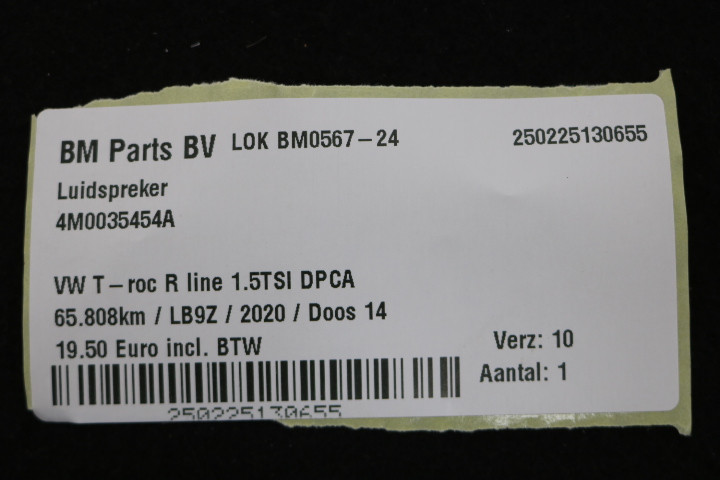 BM Parts BV LOK BM0567-24 250225130655
Luidspreker
4M0035454A
VW T-roc R line 1.5TSI DPCA
65.808km / LB9Z / 2020 / Doos 14
19.50 Euro incl. BTW
Verz: 10
Aantal: 1
250225130655